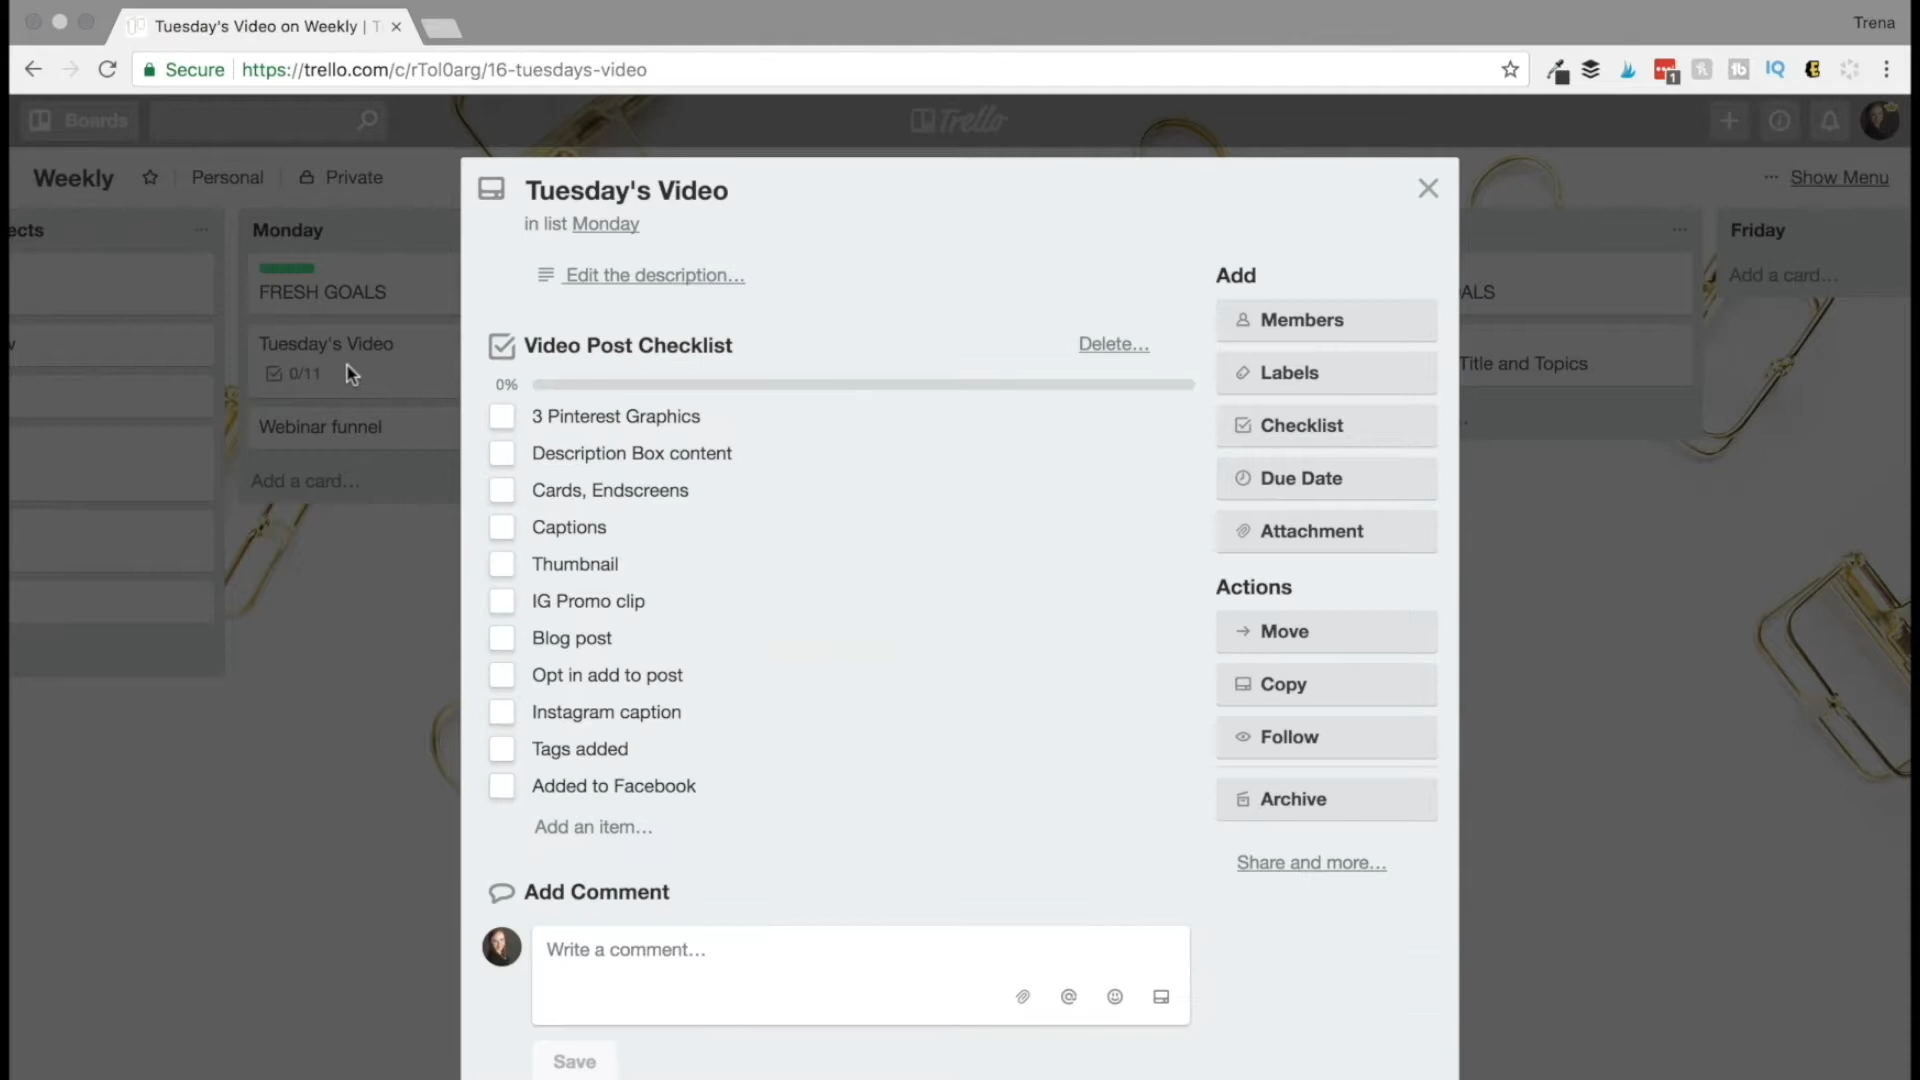 Tuesday's Video on Weekly | T
Trena
Secure
https://trello.com/c/rTol0arg/16-tuesdays-video
1
tb
IQ
Boards
Trello
Weekly
Personal
Private
Show Menu
ects
Monday
FRESH GOALS
Tuesday's Video
0/11
Webinar funnel
Add a card...
Tuesday's Video
in list Monday
Edit the description...
Video Post Checklist
Delete...
0%
3 Pinterest Graphics
Description Box content
Cards, Endscreens
Captions
Thumbnail
IG Promo clip
Blog post
Opt in add to post
Instagram caption
Tags added
Added to Facebook
Add an item...
Add Comment
Write a comment...
Save
Add
Members
Labels
Checklist
Due Date
Attachment
Actions
Move
Copy
Follow
Archive
Share and more...
ALS
Title and Topics
Friday
Add a card...